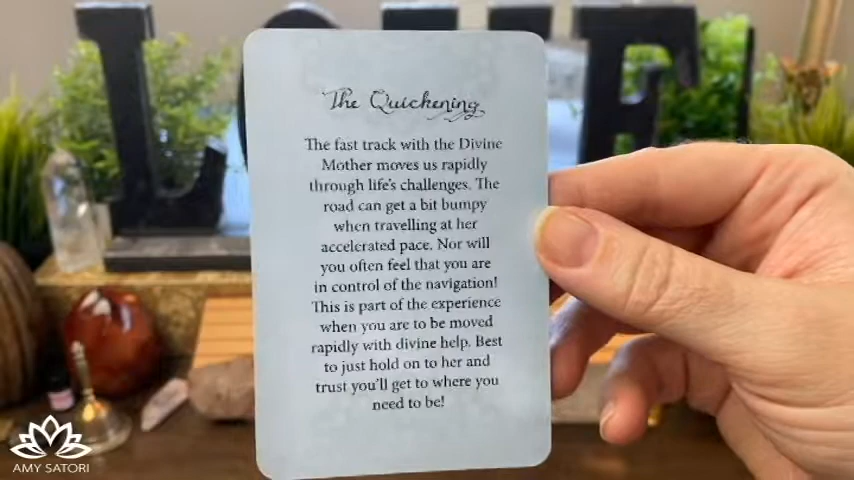 The Quickening
The fast track with the Divine
Mother moves us rapidly
through life's challenges. The
road can get a bit bumpy
when travelling at her
accelerated pace. Nor will
you often feel that you are
in control of the navigation!
This is part of the experience
when you are to be moved
rapidly with divine help. Best
to just hold on to her and
trust you'll get to where you
need to be!
AMY SATORI